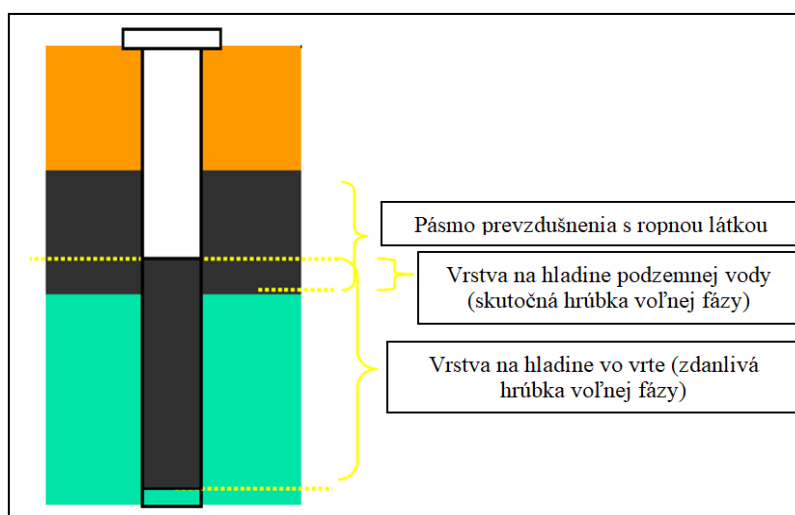 Pásmo prevzdušnenia s ropnou látkou
Vrstva na hladine podzemnej vody
(skutočná hrúbka voľnej fázy)
Vrstva na hladine vo vrte (zdanlivá
hrúbka voľnej fázy)